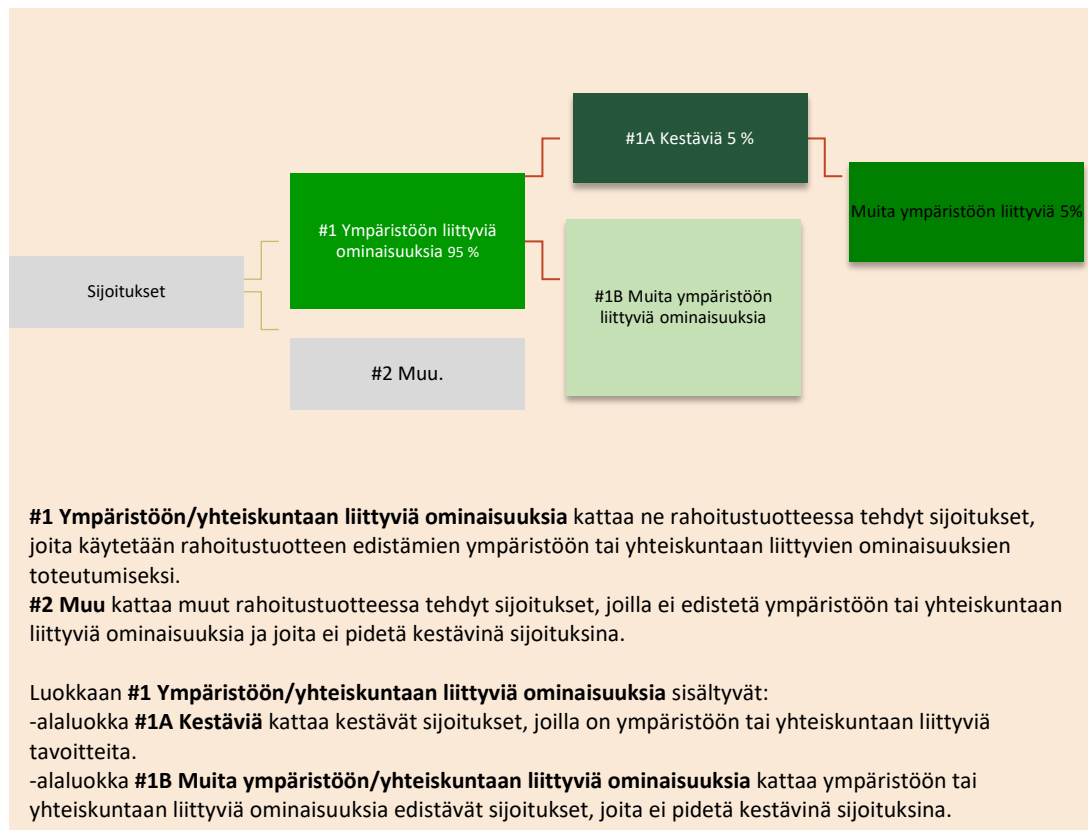 #1A Kestäviä 5 %
#1 Ympäristöön liittyviä
ominaisuuksia 95 %
Muita ympäristöön liittyviä 5%
Sijoitukset
#1B Muita ympäristöön
liittyviä ominaisuuksia
#2 Muu.
#1 Ympäristöön/yhteiskuntaan liittyviä ominaisuuksia kattaa ne rahoitustuotteessa tehdyt sijoitukset,
joita käytetään rahoitustuotteen edistämien ympäristöön tai yhteiskuntaan liittyvien ominaisuuksien
toteutumiseksi.
#2 Muu kattaa muut rahoitustuotteessa tehdyt sijoitukset, joilla ei edistetä ympäristöön tai yhteiskuntaan
liittyviä ominaisuuksia ja joita ei pidetä kestävinä sijoituksina.
Luokkaan #1 Ympäristöön/yhteiskuntaan liittyviä ominaisuuksia sisältyvät:
-alaluokka #1A Kestäviä kattaa kestävät sijoitukset, joilla on ympäristöön tai yhteiskuntaan liittyviä
tavoitteita.
-alaluokka #1B Muita ympäristöön/yhteiskuntaan liittyviä ominaisuuksia kattaa ympäristöön tai
yhteiskuntaan liittyviä ominaisuuksia edistävät sijoitukset, joita ei pidetä kestävinä sijoituksina.